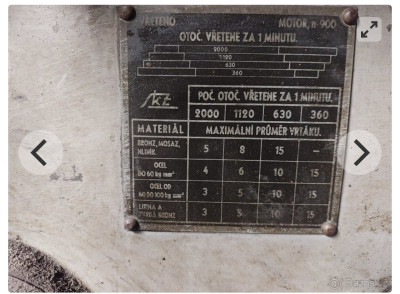 VŘETENO MOTOR, n=900
OTOČ. VŘETENE ZA 1 MINUTU.
2000
1120
630
360
POČ. OTOČ. VŘETENE ZA 1 MINUTU.
2000 1120 630 360
MATERIÁL MAXIMÁLNÍ PRŮMĚR VRTÁKU.
BRONZ, MOSAZ, HLINÍK. 5 8 15 –
OCEL DO 60 kg mm² 4 6 10 15
OCEL OD 60 DO 100 kg mm² 3 5 10 15
LITINA A TVRDÁ BRONZ 3 8 10 15